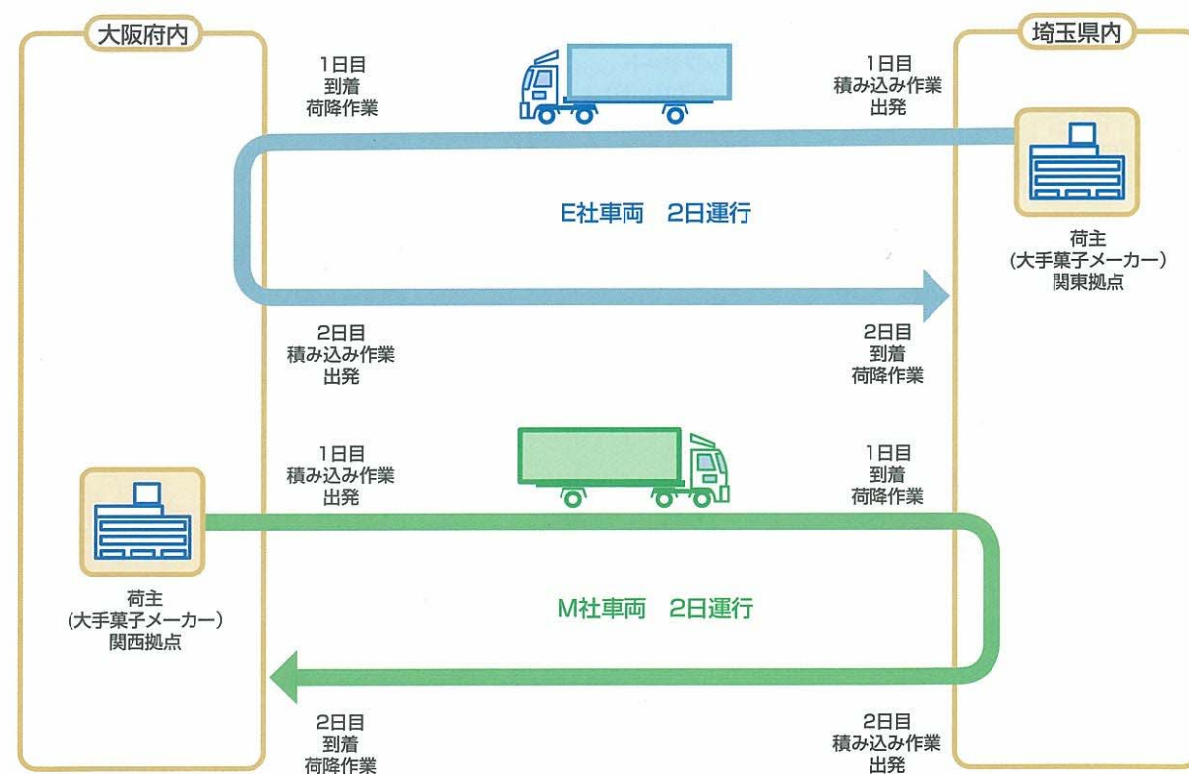 大阪府内
埼玉県内
1日目
到着
荷降作業
1日目
積み込み作業
出発
E社車両　2日運行
荷主
(大手菓子メーカー)
関東拠点
2日目
積み込み作業
出発
2日目
到着
荷降作業
1日目
積み込み作業
出発
1日目
到着
荷降作業
荷主
(大手菓子メーカー)
関西拠点
M社車両　2日運行
2日目
到着
荷降作業
2日目
積み込み作業
出発